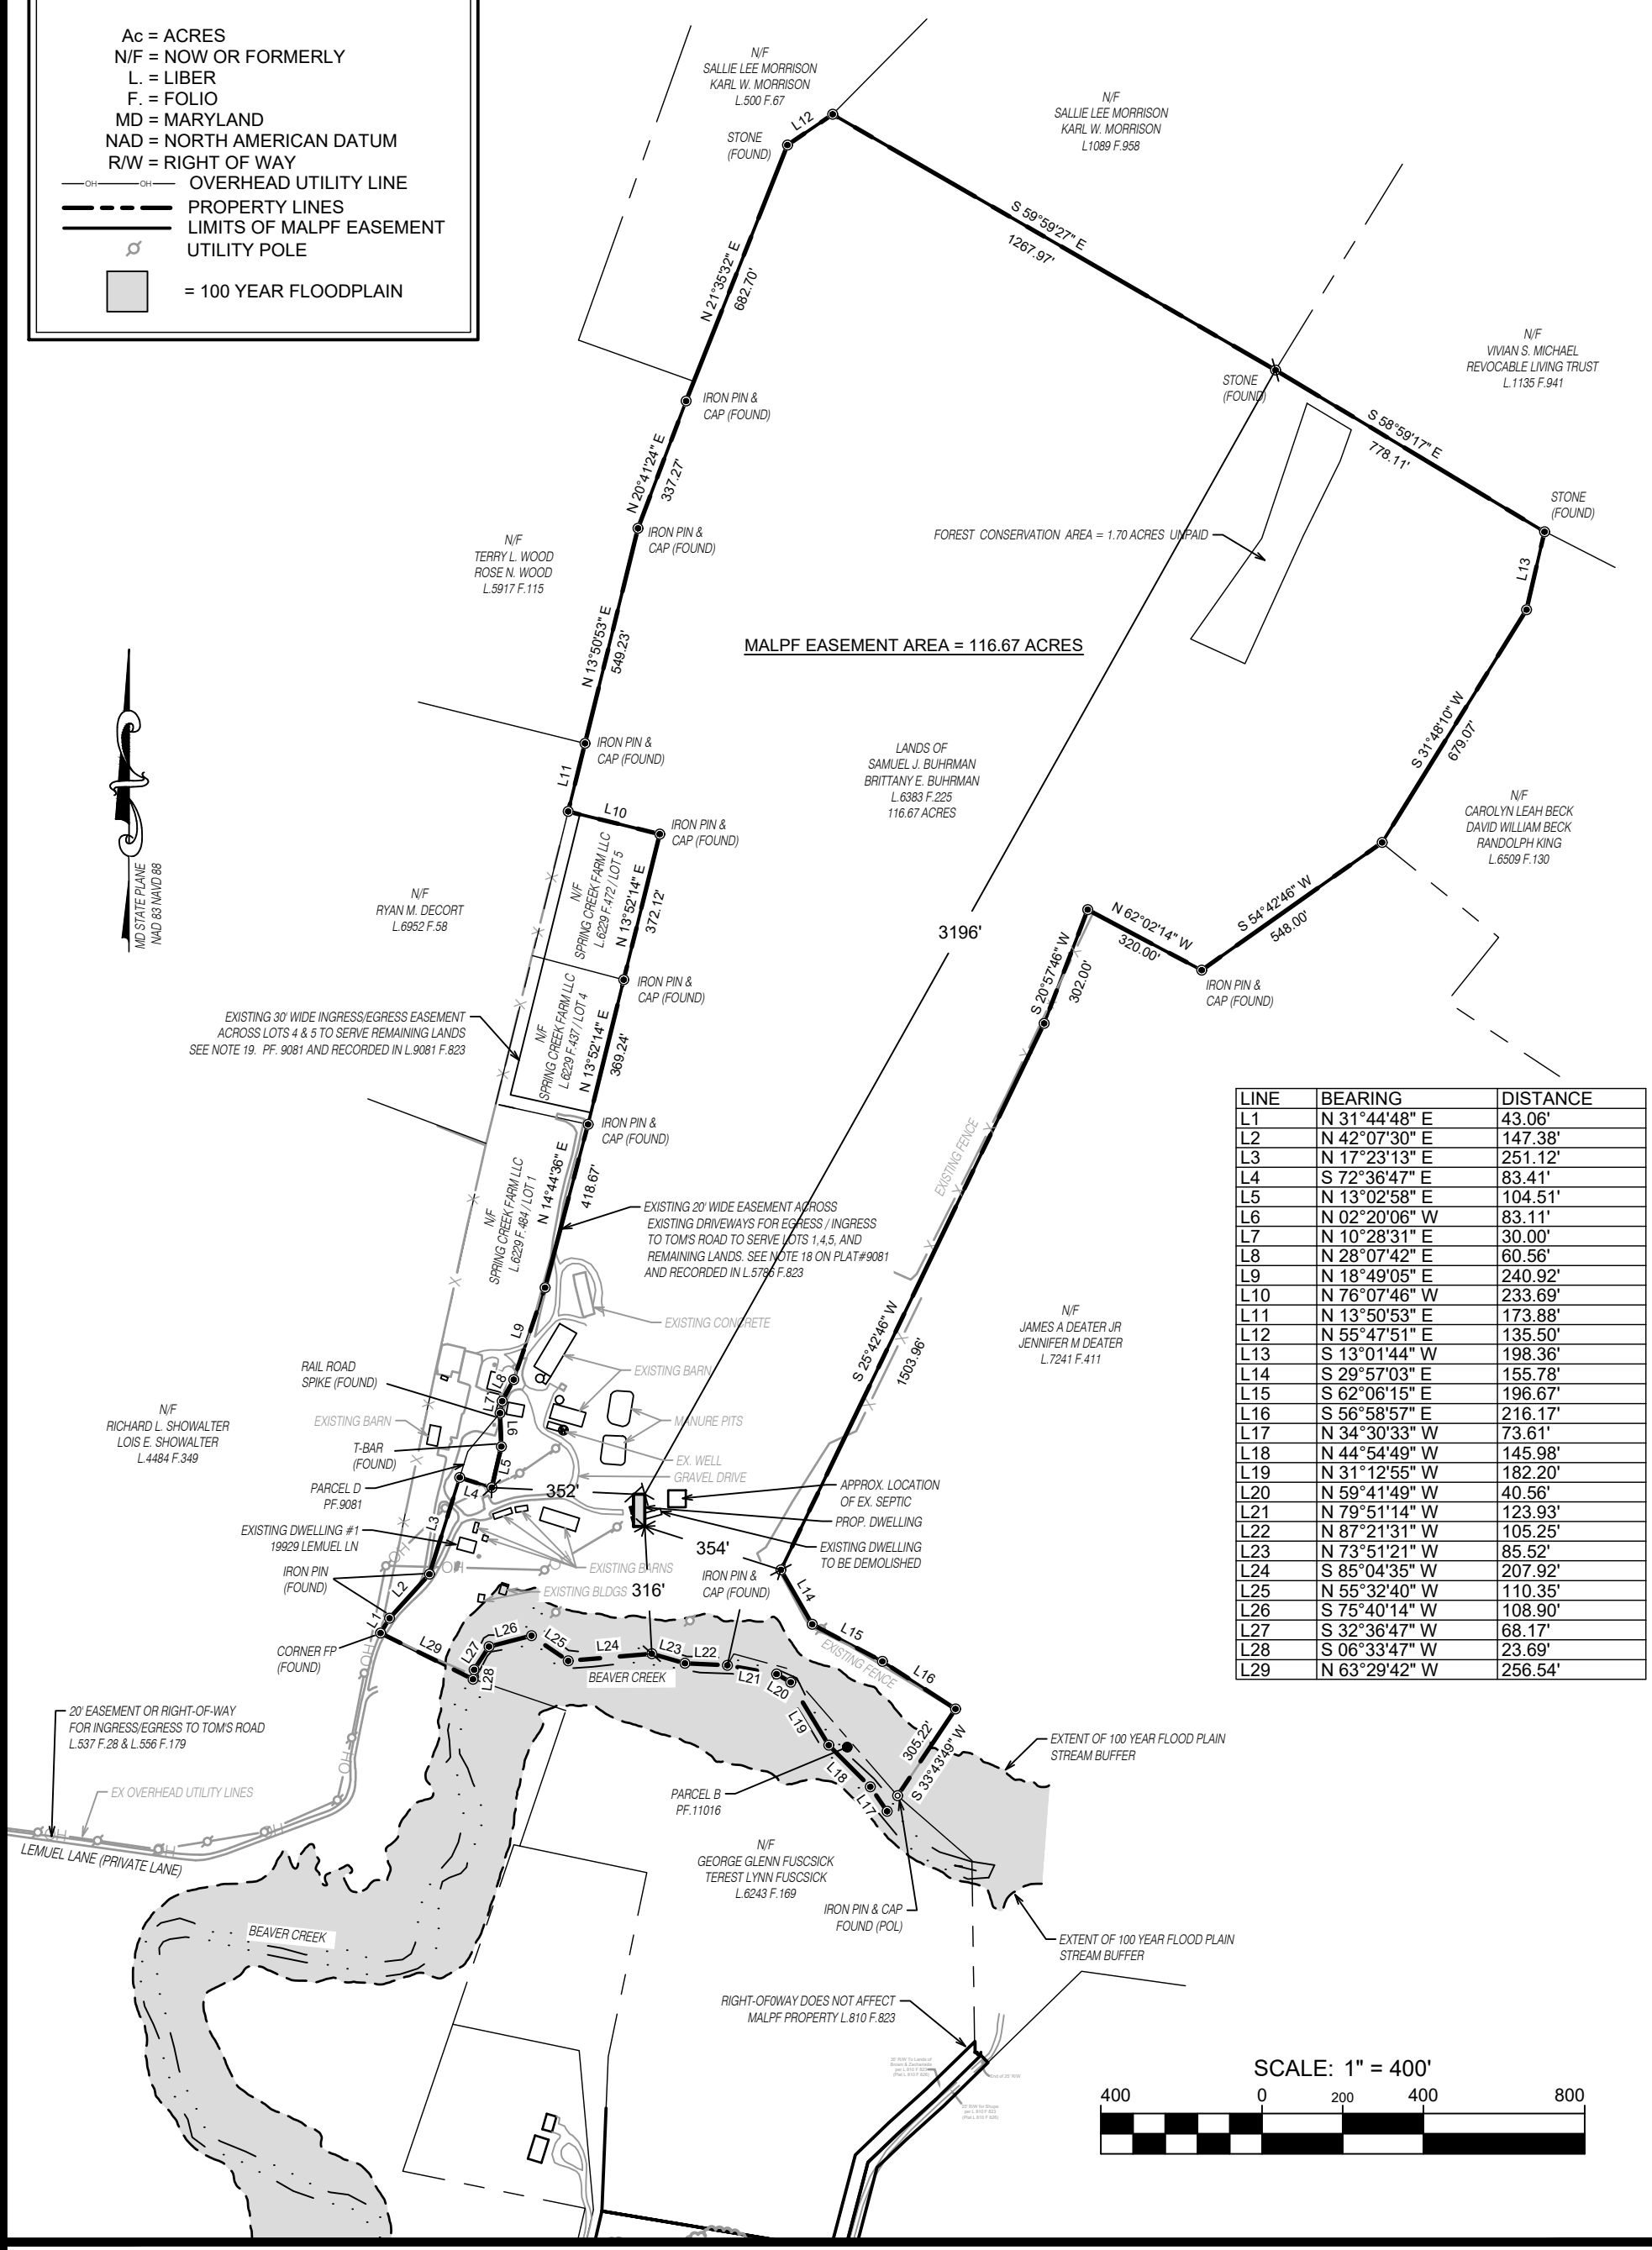 Ac = ACRES
N/F = NOW OR FORMERLY
L. = LIBER
F. = FOLIO
MD = MARYLAND
NAD = NORTH AMERICAN DATUM
R/W = RIGHT OF WAY
OH OH OVERHEAD UTILITY LINE
PROPERTY LINES
LIMITS OF MALPF EASEMENT
UTILITY POLE
= 100 YEAR FLOODPLAIN
N/F
SALLIE LEE MORRISON
KARL W. MORRISON
L.500 F.67
N/F
SALLIE LEE MORRISON
KARL W. MORRISON
L1089 F.958
L12
STONE
(FOUND)
S 59°59'27" E
1267.97'
N 21°35'32" E
682.70'
N/F
VIVIAN S. MICHAEL
REVOCABLE LIVING TRUST
L.1135 F.941
STONE
(FOUND)
IRON PIN &
CAP (FOUND)
S 58°59'17" E
778.11'
N 20°41'24" E
337.27'
STONE
(FOUND)
IRON PIN &
CAP (FOUND)
FOREST CONSERVATION AREA = 1.70 ACRES UNPAID
N/F
TERRY L. WOOD
ROSE N. WOOD
L.5917 F.115
L13
N 13°50'53" E
549.23'
MALPF EASEMENT AREA = 116.67 ACRES
S 31°48'10" W
679.07'
IRON PIN &
CAP (FOUND)
LANDS OF
SAMUEL J. BUHRMAN
BRITTANY E. BUHRMAN
L.6383 F.225
116.67 ACRES
L11
L10
IRON PIN &
CAP (FOUND)
N/F
CAROLYN LEAH BECK
DAVID WILLIAM BECK
RANDOLPH KING
L.6509 F.130
MD STATE PLANE
NAD 83 NAVD 88
N/F
RYAN M. DECORT
L.6952 F.58
N/F
SPRING CREEK FARM LLC
L.6229 F.472 / LOT 5
N 13°52'14" E
372.12'
3196'
N 62°02'14" W
320.00'
S 54°42'46" W
548.00'
IRON PIN &
CAP (FOUND)
IRON PIN &
CAP (FOUND)
S 20°57'46" W
302.00'
EXISTING 30' WIDE INGRESS/EGRESS EASEMENT
ACROSS LOTS 4 & 5 TO SERVE REMAINING LANDS
SEE NOTE 19. PF. 9081 AND RECORDED IN L.9081 F.823
N/F
SPRING CREEK FARM LLC
L.6229 F.437 / LOT 4
N 13°52'14" E
369.24'
IRON PIN &
CAP (FOUND)
EXISTING FENCE
LINE BEARING DISTANCE
L1 N 31°44'48" E 43.06'
L2 N 42°07'30" E 147.38'
L3 N 17°23'13" E 251.12'
L4 S 72°36'47" E 83.41'
L5 N 13°02'58" E 104.51'
L6 N 02°20'06" W 83.11'
L7 N 10°28'31" E 30.00'
L8 N 28°07'42" E 60.56'
L9 N 18°49'05" E 240.92'
L10 N 76°07'46" W 233.69'
L11 N 13°50'53" E 173.88'
L12 N 55°47'51" E 135.50'
L13 S 13°01'44" W 198.36'
L14 S 29°57'03" E 155.78'
L15 S 62°06'15" E 196.67'
L16 S 56°58'57" E 216.17'
L17 N 34°30'33" W 73.61'
L18 N 44°54'49" W 145.98'
L19 N 31°12'55" W 182.20'
L20 N 59°41'49" W 40.56'
L21 N 79°51'14" W 123.93'
L22 N 87°21'31" W 105.25'
L23 N 73°51'21" W 85.52'
L24 S 85°04'35" W 207.92'
L25 N 55°32'40" W 110.35'
L26 S 75°40'14" W 108.90'
L27 S 32°36'47" W 68.17'
L28 S 06°33'47" W 23.69'
L29 N 63°29'42" W 256.54'
N/F
SPRING CREEK FARM LLC
L.6229 F.484 / LOT 1
N 14°44'36" E
418.67'
EXISTING 20' WIDE EASEMENT ACROSS
EXISTING DRIVEWAYS FOR EGRESS / INGRESS
TO TOM'S ROAD TO SERVE LOTS 1,4,5, AND
REMAINING LANDS. SEE NOTE 18 ON PLAT#9081
AND RECORDED IN L.5786 F.823
N/F
JAMES A DEATER JR
JENNIFER M DEATER
L.7241 F.411
S 25°42'46" W
1503.96'
EXISTING CONCRETE
L9
EXISTING BARN
RAIL ROAD
SPIKE (FOUND)
L8
L7
L6
EXISTING BARN
MANURE PITS
N/F
RICHARD L. SHOWALTER
LOIS E. SHOWALTER
L.4484 F.349
T-BAR
(FOUND)
EX. WELL
GRAVEL DRIVE
L5
PARCEL D
PF.9081
L4
352'
APPROX. LOCATION
OF EX. SEPTIC
PROP. DWELLING
EXISTING DWELLING #1
19929 LEMUEL LN
L3
354'
EXISTING DWELLING
TO BE DEMOLISHED
IRON PIN
(FOUND)
OH
OH
EXISTING BARNS
IRON PIN &
CAP (FOUND)
EXISTING BLDGS
316'
L2
L1
L14
CORNER FP
(FOUND)
L29
L27
L26
L25
L24
L23
L22
L15
EXISTING FENCE
L16
L28
BEAVER CREEK
L21
L20
OH
20' EASEMENT OR RIGHT-OF-WAY
FOR INGRESS/EGRESS TO TOM'S ROAD
L.537 F.28 & L.556 F.179
L19
305.22'
S 33°43'49" W
EXTENT OF 100 YEAR FLOOD PLAIN
STREAM BUFFER
OH
EX OVERHEAD UTILITY LINES
L18
L17
PARCEL B
PF.11016
OH
OH
OH
LEMUEL LANE (PRIVATE LANE)
N/F
GEORGE GLENN FUSCSICK
TEREST LYNN FUSCSICK
L.6243 F.169
IRON PIN & CAP
FOUND (POL)
BEAVER CREEK
EXTENT OF 100 YEAR FLOOD PLAIN
STREAM BUFFER
RIGHT-OF0WAY DOES NOT AFFECT
MALPF PROPERTY L.810 F.823
SCALE: 1" = 400'
400 0 200 400 800